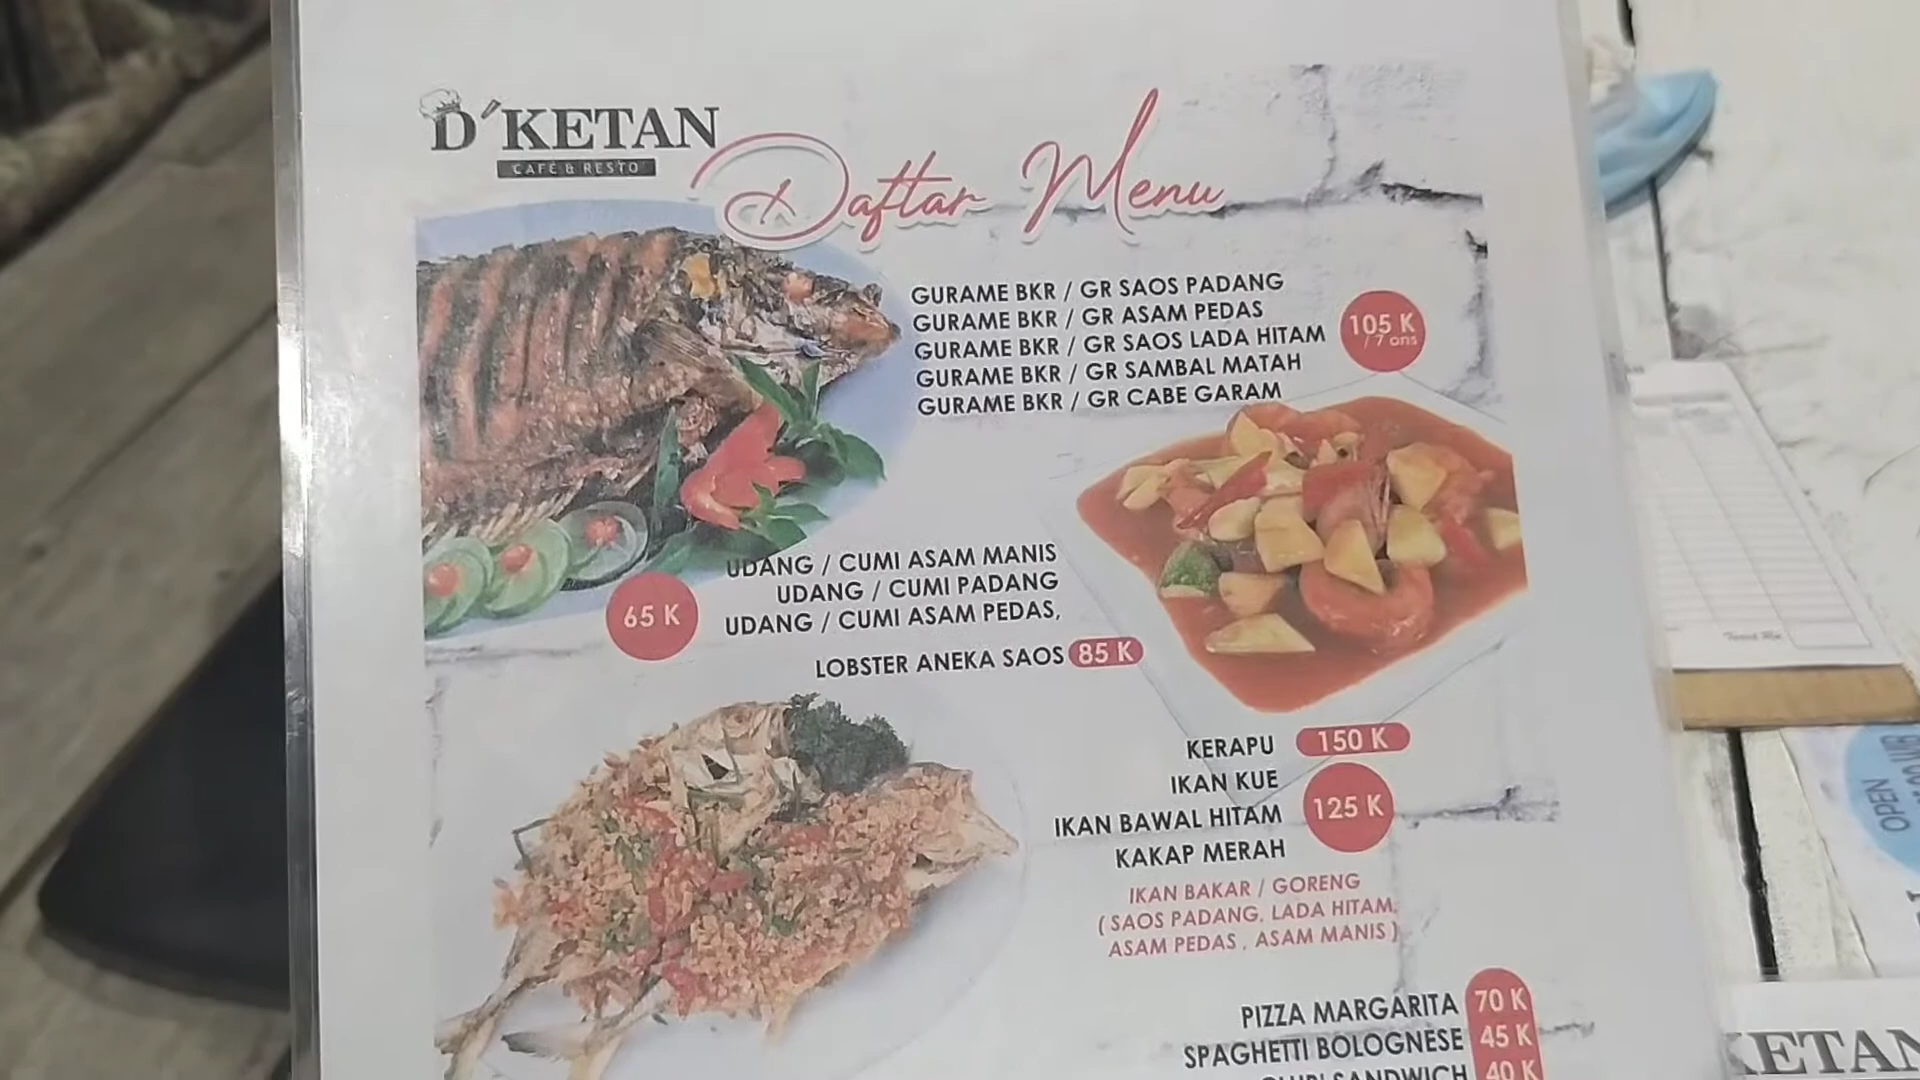 D'KETAN
CAFE & RESTO
Daftar Menu
GURAME BKR / GR SAOS PADANG
GURAME BKR / GR ASAM PEDAS
GURAME BKR / GR SAOS LADA HITAM
GURAME BKR / GR SAMBAL MATAH
GURAME BKR / GR CABE GARAM
105 K
/ 7 ons
UDANG / CUMI ASAM MANIS
UDANG / CUMI PADANG
UDANG / CUMI ASAM PEDAS,
65 K
LOBSTER ANEKA SAOS 85 K
KERAPU 150 K
IKAN KUE
IKAN BAWAL HITAM
KAKAP MERAH
125 K
IKAN BAKAR / GORENG
( SAOS PADANG, LADA HITAM,
ASAM PEDAS , ASAM MANIS )
PIZZA MARGARITA 70 K
SPAGHETTI BOLOGNESE 45 K
SANDWICH 40 K
OPEN
KETAN